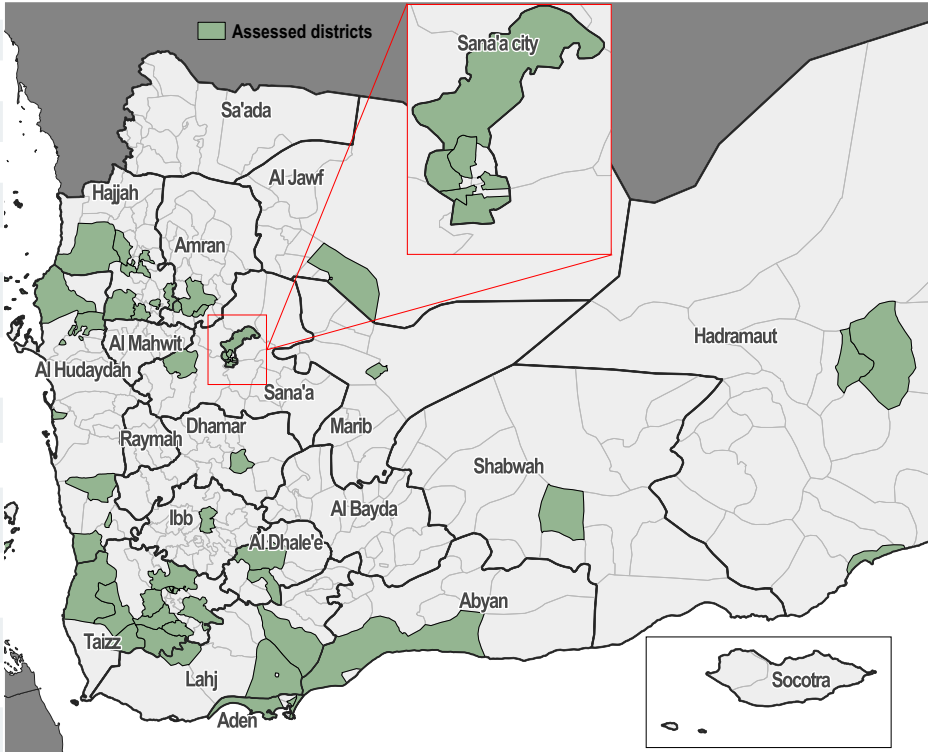 Assessed districts
Sana'a city
Sa'ada
Al Jawf
Hajjah
Amran
Hadramaut
Al Mahwit
Al Hudaydah
Sana'a
Marib
Dhamar
Raymah
Shabwah
Al Bayda
Ibb
Al Dhale'e
Abyan
Taizz
Lahj
Socotra
Aden